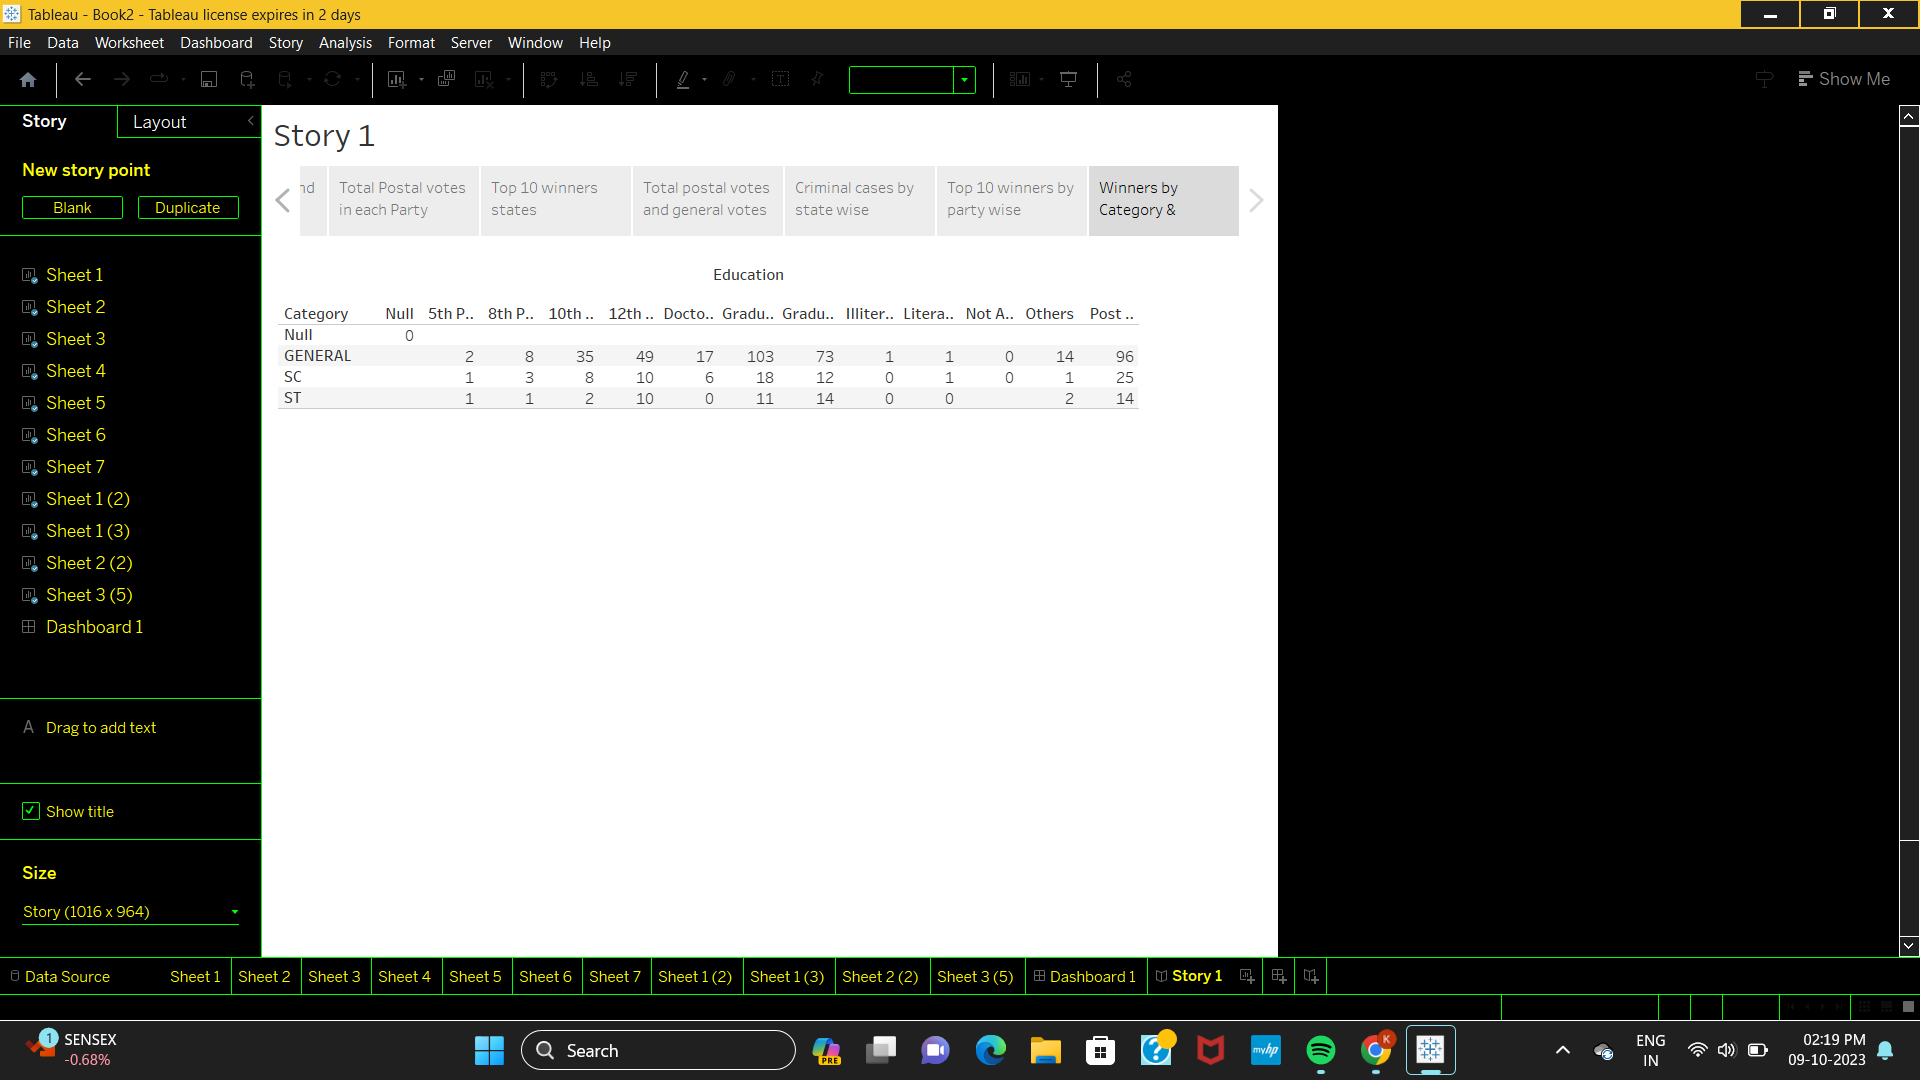 Tableau - Book2 - Tableau license expires in 2 days
File Data Worksheet Dashboard Story Analysis Format Server Window Help
Show Me
Story Layout
New story point
Blank Duplicate
Sheet 1
Sheet 2
Sheet 3
Sheet 4
Sheet 5
Sheet 6
Sheet 7
Sheet 1 (2)
Sheet 1 (3)
Sheet 2 (2)
Sheet 3 (5)
Dashboard 1
A Drag to add text
Show title
Size
Story (1016 x 964)
Story 1
nd
Total Postal votes
in each Party
Top 10 winners
states
Total postal votes
and general votes
Criminal cases by
state wise
Top 10 winners by
party wise
Winners by
Category &
Education
Category Null 5th P.. 8th P.. 10th .. 12th .. Docto.. Gradu.. Gradu.. Illiter.. Litera.. Not A.. Others Post ..
Null 0
GENERAL 2 8 35 49 17 103 73 1 1 0 14 96
SC 1 3 8 10 6 18 12 0 1 0 1 25
ST 1 1 2 10 0 11 14 0 0 2 14
Data Source Sheet 1 Sheet 2 Sheet 3 Sheet 4 Sheet 5 Sheet 6 Sheet 7 Sheet 1 (2) Sheet 1 (3) Sheet 2 (2) Sheet 3 (5) Dashboard 1 Story 1
1 SENSEX
-0.68%
Search
PRE
myhp
K
ENG
IN
02:19 PM
09-10-2023